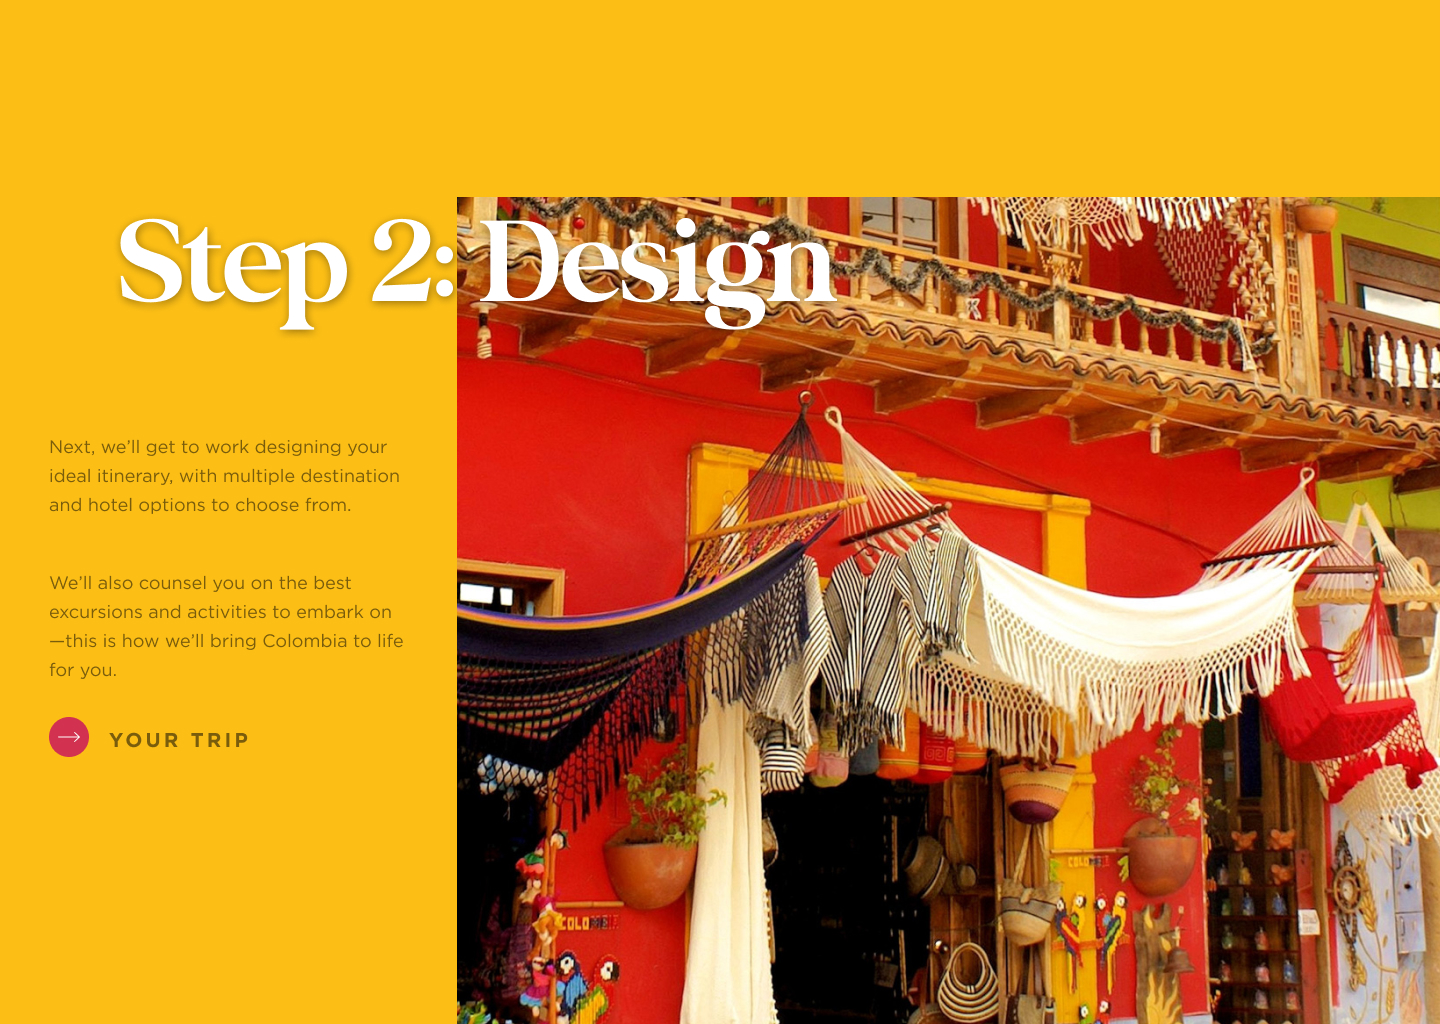 Step 2: Design
Next, we’ll get to work designing your
ideal itinerary, with multiple destination
and hotel options to choose from.
We’ll also counsel you on the best
excursions and activities to embark on
—this is how we’ll bring Colombia to life
for you.
YOUR TRIP